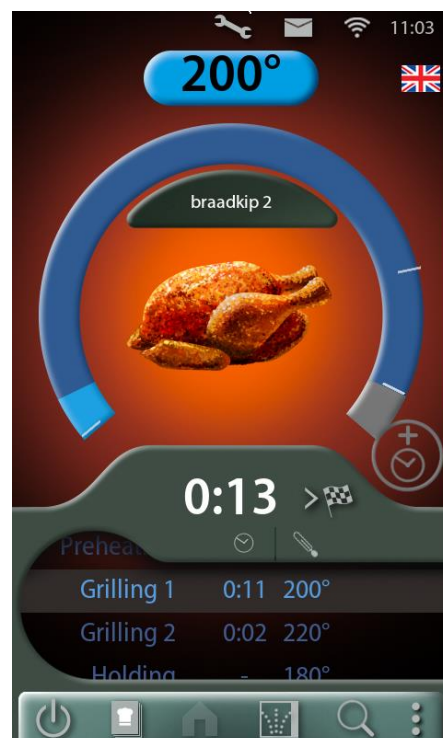 11:03
200°
braadkip 2
0:13
Grilling 1 0:11 200°
Grilling 2 0:02 220°
Holding - 180°